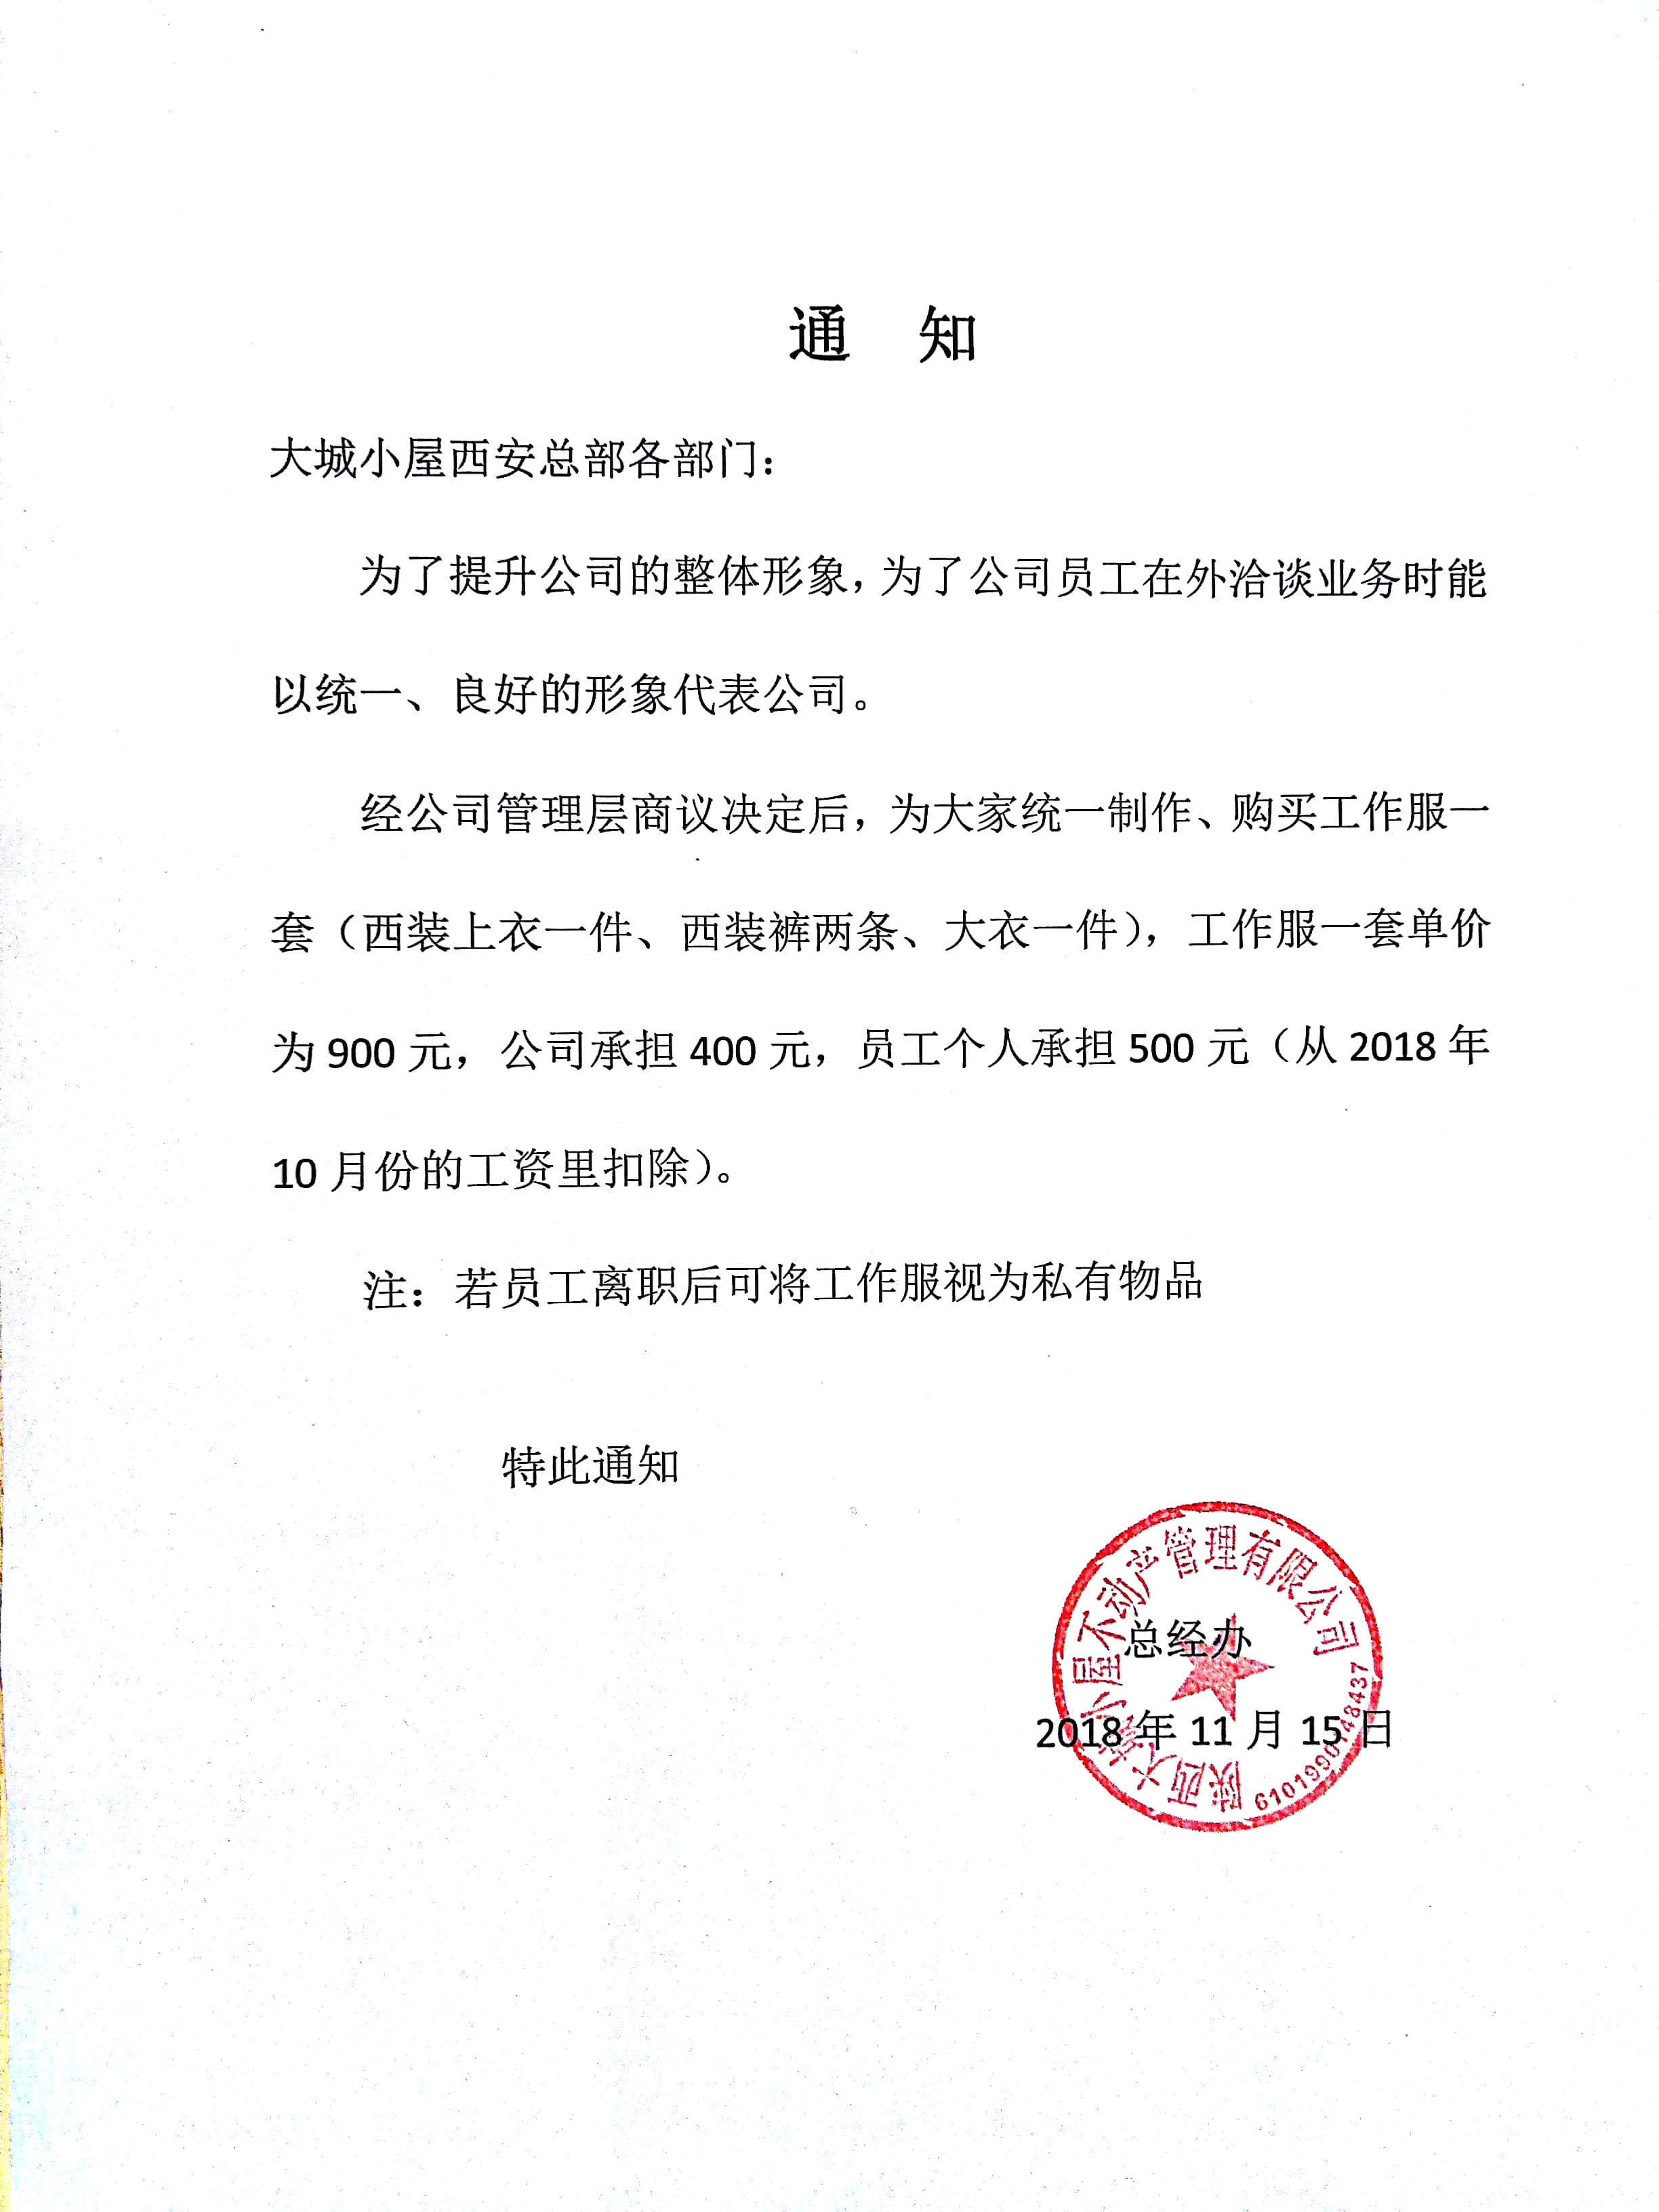 通 知
大城小屋西安总部各部门：
为了提升公司的整体形象，为了公司员工在外洽谈业务时能
以统一、良好的形象代表公司。
经公司管理层商议决定后，为大家统一制作、购买工作服一
套（西装上衣一件、西装裤两条、大衣一件），工作服一套单价
为 900 元，公司承担 400 元，员工个人承担 500 元（从 2018 年
10 月份的工资里扣除）。
注：若员工离职后可将工作服视为私有物品
特此通知
陕西大城小屋不动产管理有限公司
总经办
2018 年 11 月 15 日
6101990148437